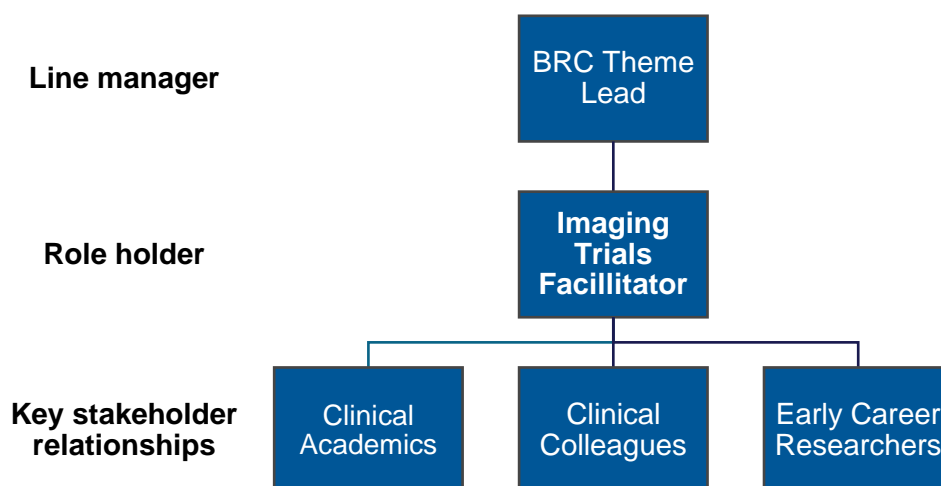 Line manager
BRC Theme
Lead
Role holder
Imaging
Trials
Facillitator
Key stakeholder
relationships
Clinical
Academics
Clinical
Colleagues
Early Career
Researchers